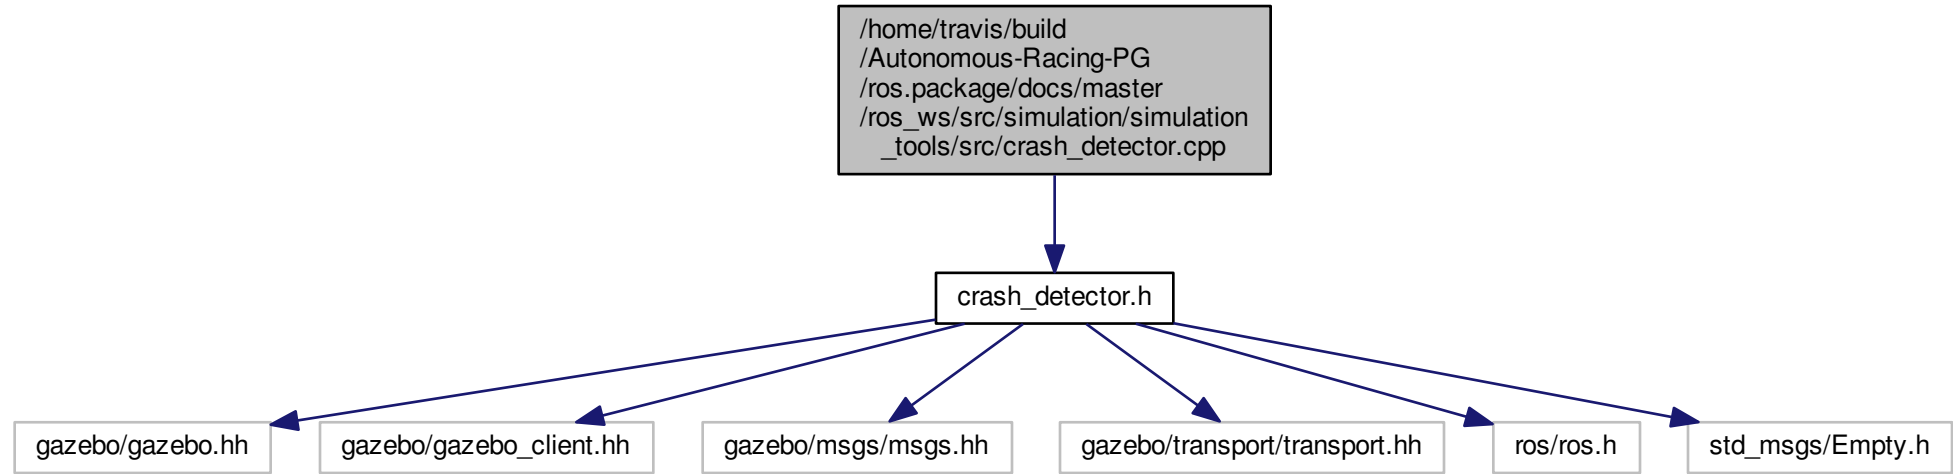 /home/travis/build
/Autonomous-Racing-PG
/ros.package/docs/master
/ros_ws/src/simulation/simulation
_tools/src/crash_detector.cpp
crash_detector.h
gazebo/gazebo.hh
gazebo/gazebo_client.hh
gazebo/msgs/msgs.hh
gazebo/transport/transport.hh
ros/ros.h
std_msgs/Empty.h